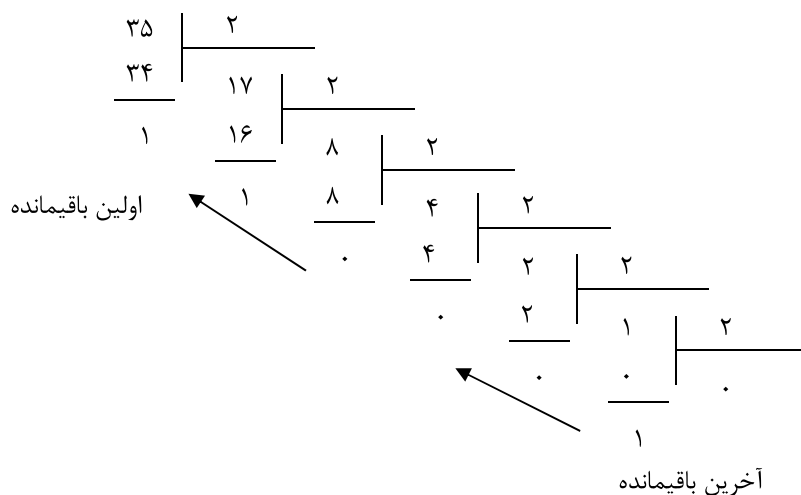 ۳۵ ۲
۳۴ ۱۷ ۲
۱ ۱۶ ۸ ۲
۱ ۸ ۴ ۲
اولین باقیمانده
۰ ۴ ۲ ۲
۰ ۲ ۱ ۲
۰ ۰ ۰
۱
آخرین باقیمانده